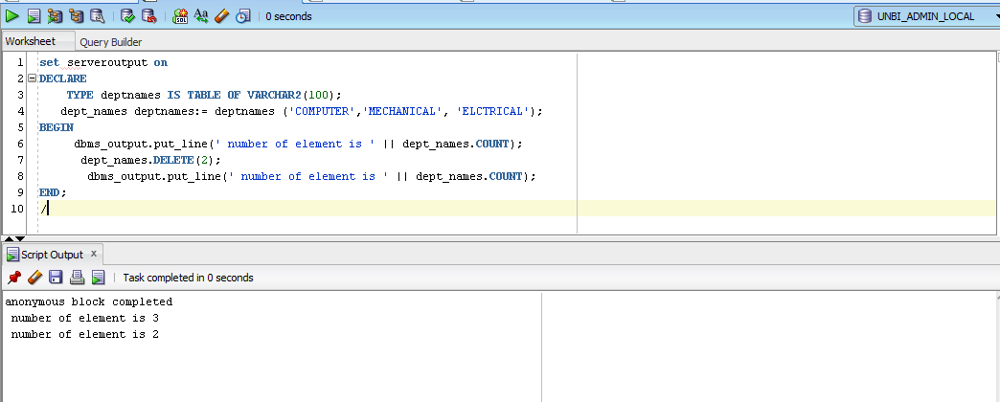 0 seconds
UNBI_ADMIN_LOCAL
Worksheet Query Builder
1 set serveroutput on
2 DECLARE
3 TYPE deptnames IS TABLE OF VARCHAR2(100);
4 dept_names deptnames:= deptnames ('COMPUTER','MECHANICAL', 'ELCTRICAL');
5 BEGIN
6 dbms_output.put_line(' number of element is ' || dept_names.COUNT);
7 dept_names.DELETE(2);
8 dbms_output.put_line(' number of element is ' || dept_names.COUNT);
9 END;
10 /
Script Output x
Task completed in 0 seconds
anonymous block completed
number of element is 3
number of element is 2